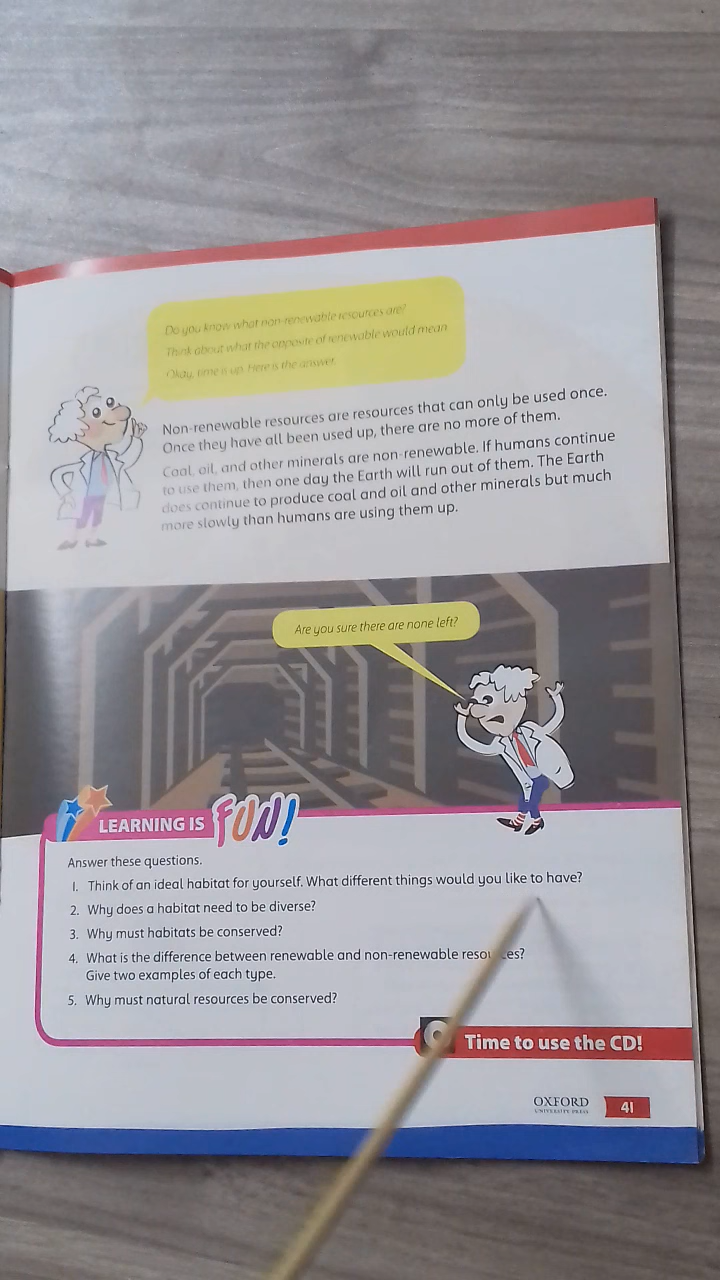 Do you know what non-renewable resources are?
Think about what the opposite of renewable would mean.
Okay, time is up. Here is the answer.
Non-renewable resources are resources that can only be used once.
Once they have all been used up, there are no more of them.
Coal, oil, and other minerals are non-renewable. If humans continue
to use them, then one day the Earth will run out of them. The Earth
does continue to produce coal and oil and other minerals but much
more slowly than humans are using them up.
Are you sure there are none left?
LEARNING IS FUN!
Answer these questions.
1. Think of an ideal habitat for yourself. What different things would you like to have?
2. Why does a habitat need to be diverse?
3. Why must habitats be conserved?
4. What is the difference between renewable and non-renewable resources?
Give two examples of each type.
5. Why must natural resources be conserved?
Time to use the CD!
OXFORD
UNIVERSITY PRESS
41